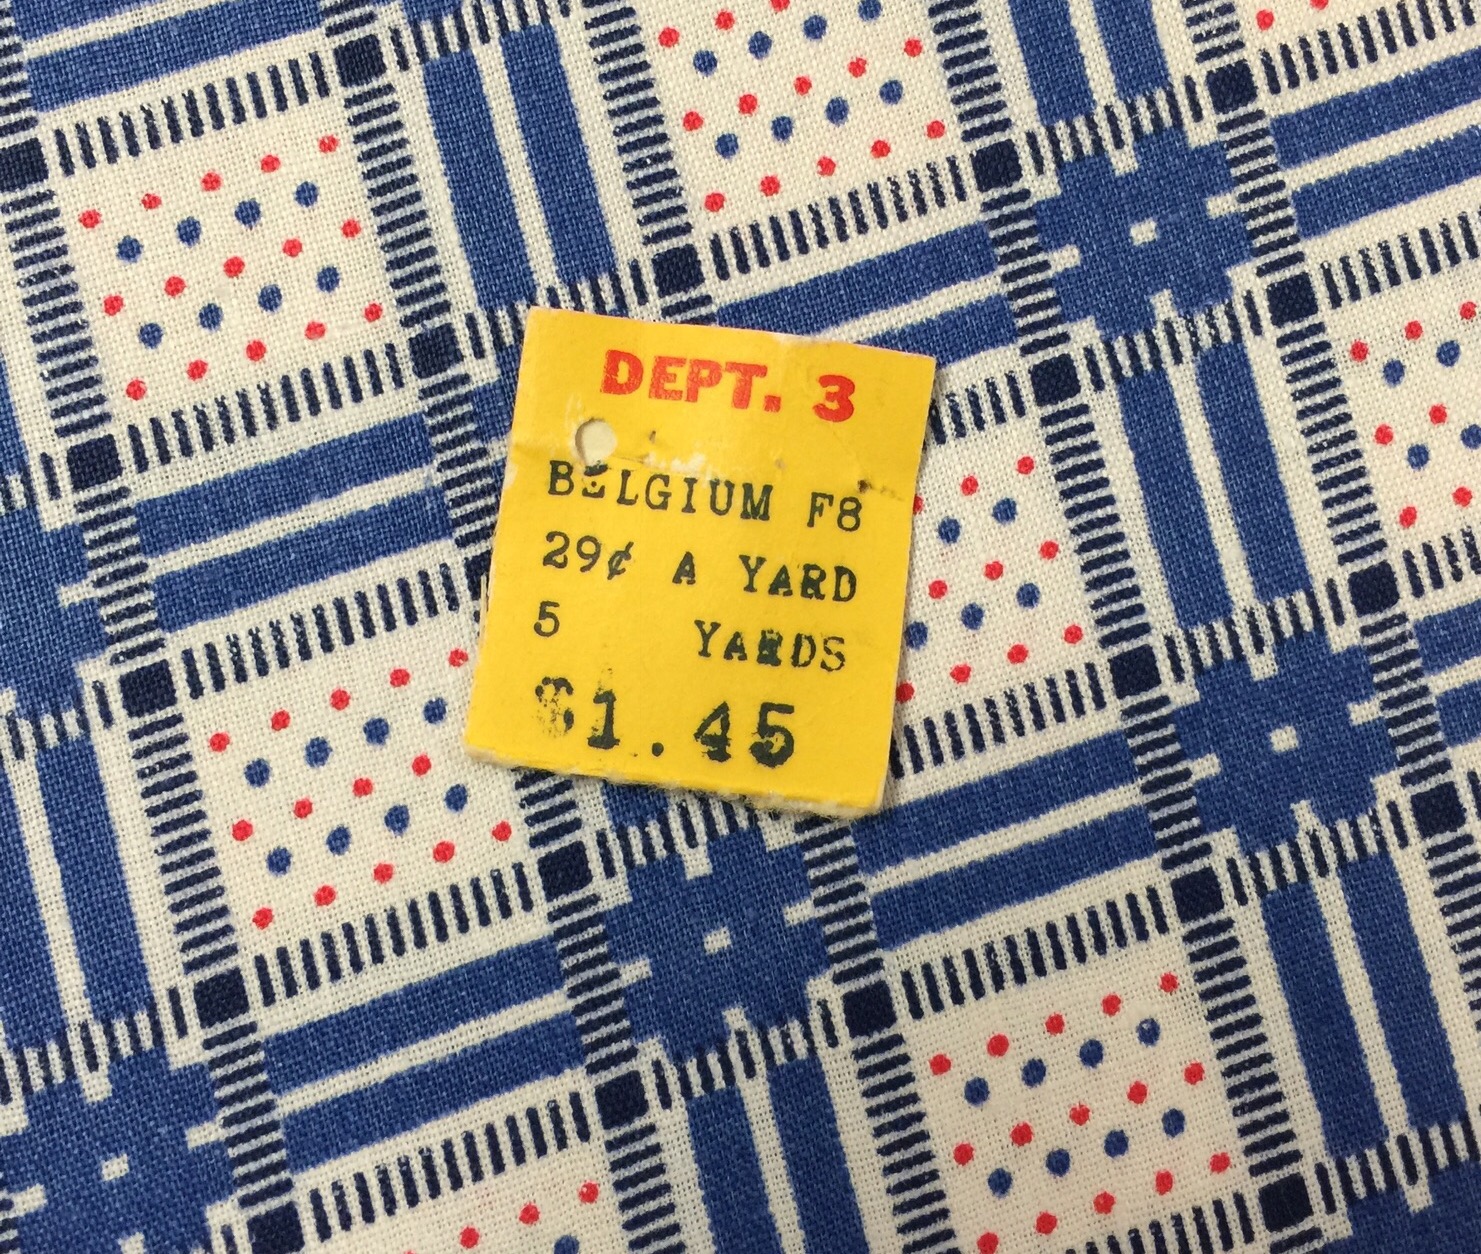 DEPT. 3
BELGIUM F8
29¢ A YARD
5 YARDS
$1.45